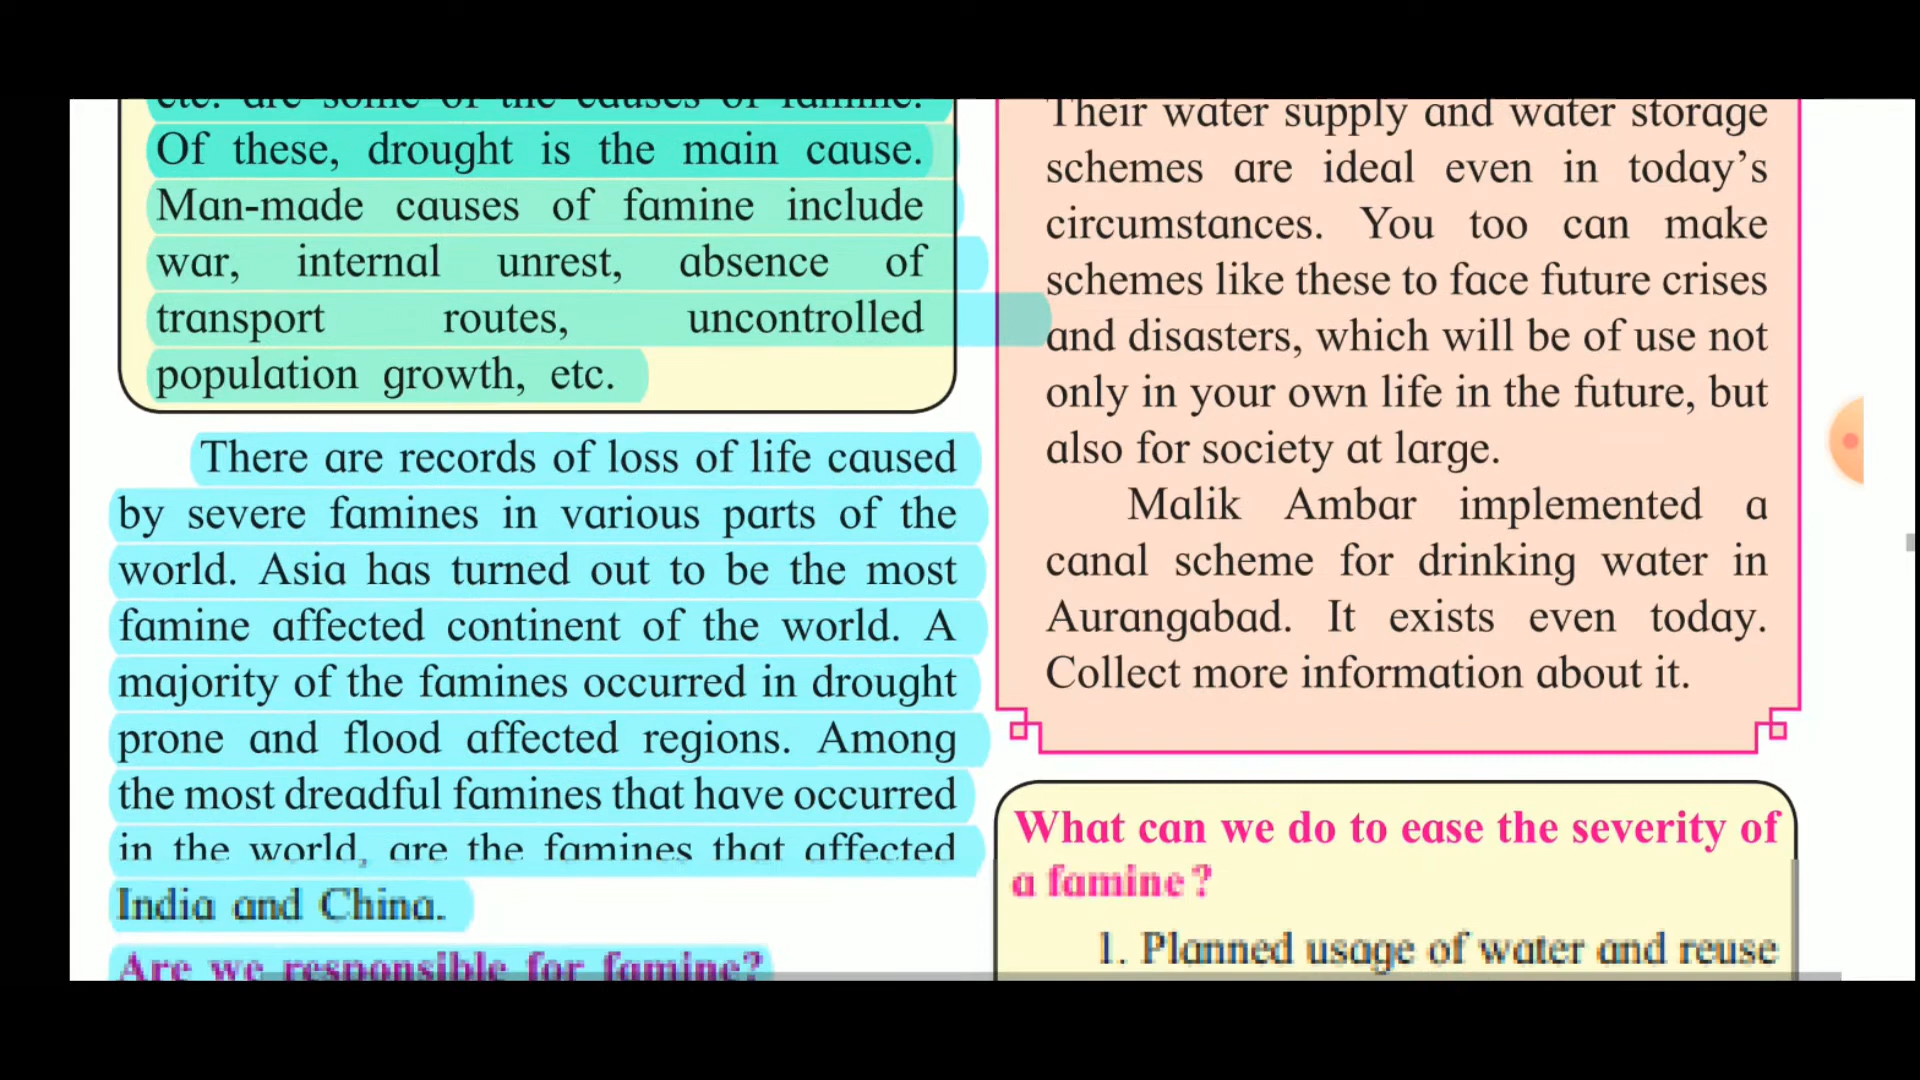 etc. are some of the causes of famine.
Of these, drought is the main cause.
Man-made causes of famine include
war, internal unrest, absence of
transport routes, uncontrolled
population growth, etc.
There are records of loss of life caused
by severe famines in various parts of the
world. Asia has turned out to be the most
famine affected continent of the world. A
majority of the famines occurred in drought
prone and flood affected regions. Among
the most dreadful famines that have occurred
in the world, are the famines that affected
India and China.
Are we responsible for famine?
Their water supply and water storage
schemes are ideal even in today’s
circumstances. You too can make
schemes like these to face future crises
and disasters, which will be of use not
only in your own life in the future, but
also for society at large.
Malik Ambar implemented a
canal scheme for drinking water in
Aurangabad. It exists even today.
Collect more information about it.
What can we do to ease the severity of
a famine?
1. Planned usage of water and reuse